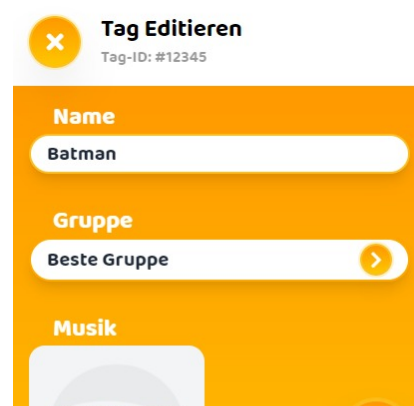 Tag Editieren
Tag-ID: #12345
Name
Batman
Gruppe
Beste Gruppe
Musik